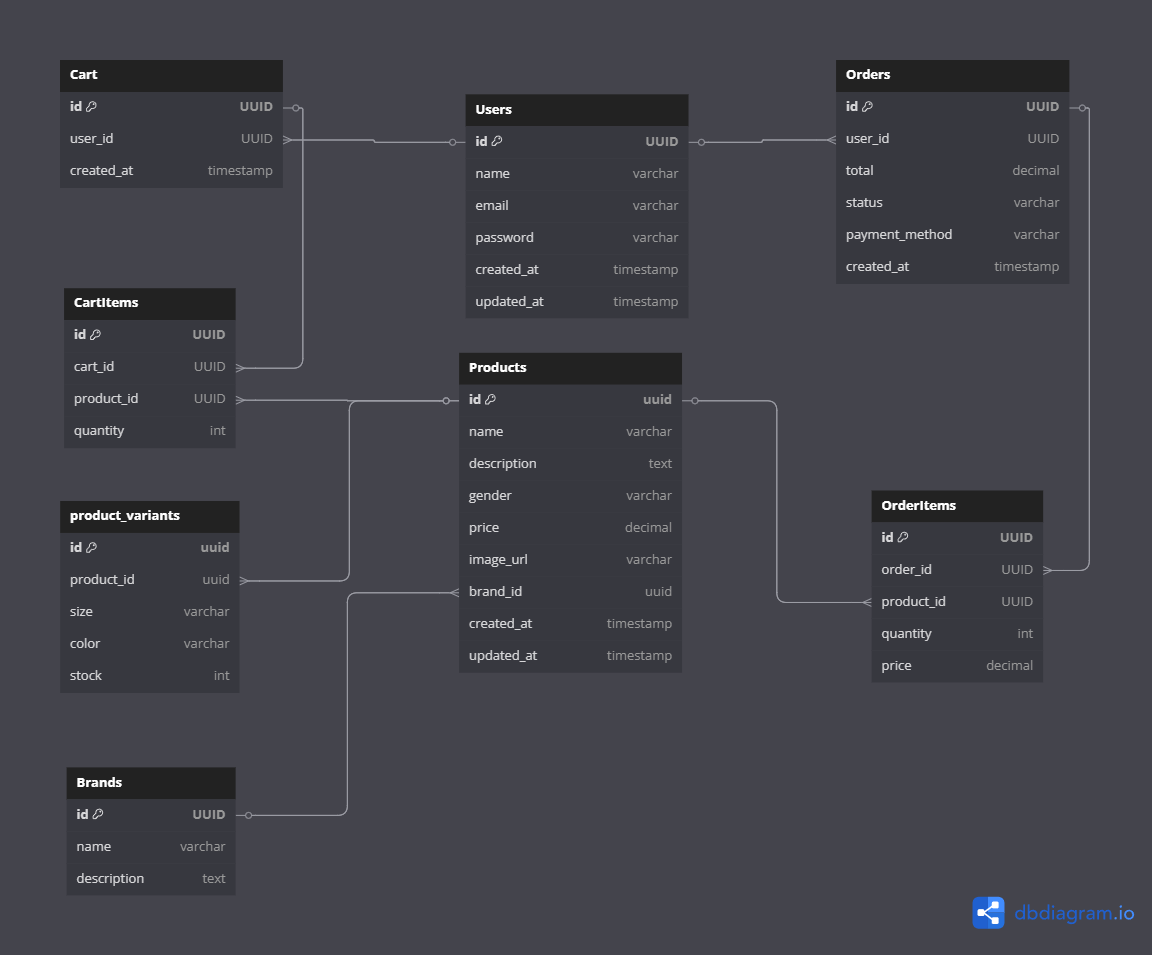 Cart
id UUID
user_id UUID
created_at timestamp
Users
id UUID
name varchar
email varchar
password varchar
created_at timestamp
updated_at timestamp
Orders
id UUID
user_id UUID
total decimal
status varchar
payment_method varchar
created_at timestamp
CartItems
id UUID
cart_id UUID
product_id UUID
quantity int
Products
id uuid
name varchar
description text
gender varchar
price decimal
image_url varchar
brand_id uuid
created_at timestamp
updated_at timestamp
product_variants
id uuid
product_id uuid
size varchar
color varchar
stock int
OrderItems
id UUID
order_id UUID
product_id UUID
quantity int
price decimal
Brands
id UUID
name varchar
description text
dbdiagram.io